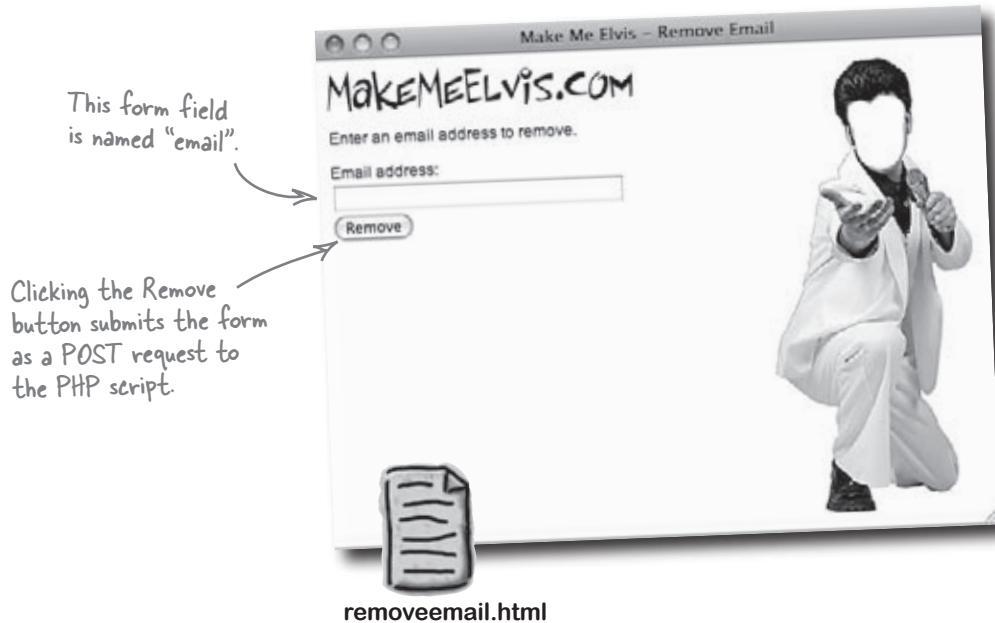 Make Me Elvis – Remove Email
MakeMeElvis.com
Enter an email address to remove.
Email address:
Remove
This form field
is named “email”.
Clicking the Remove
button submits the form
as a POST request to
the PHP script.
removeemail.html